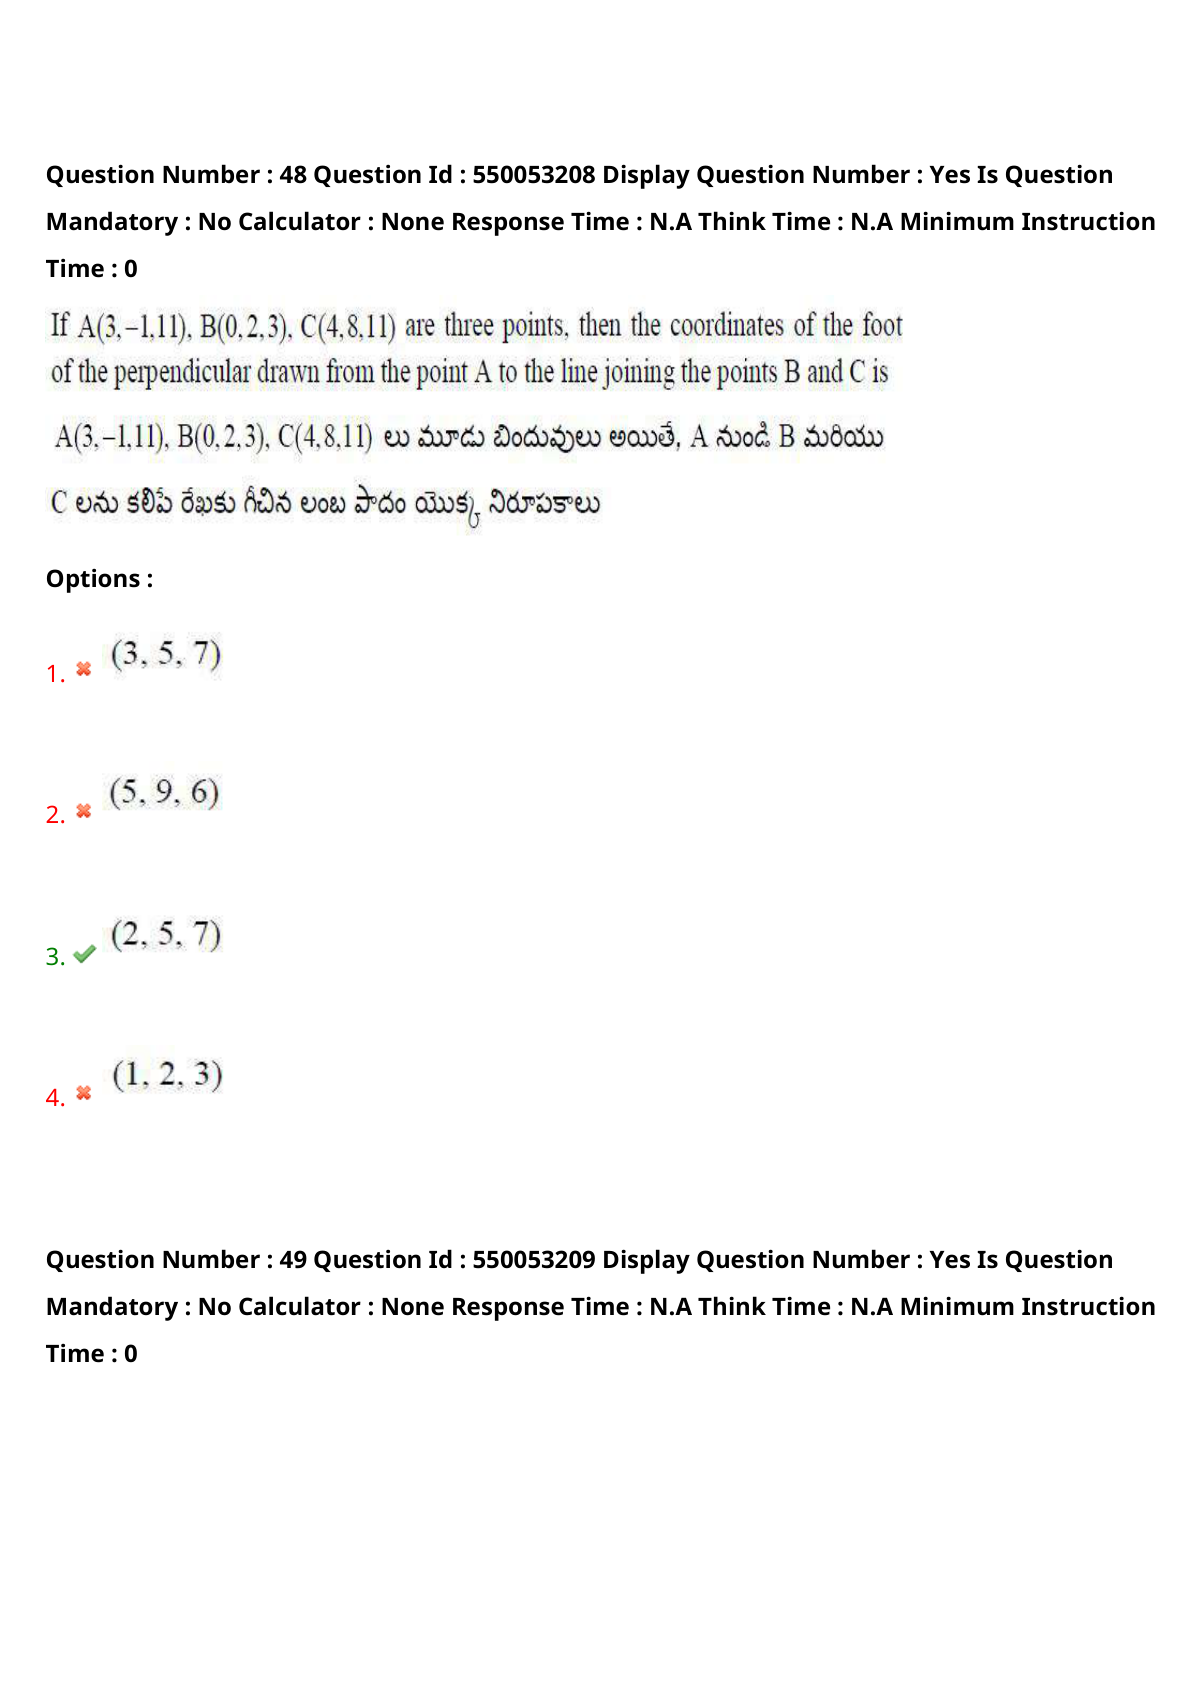 Question Number : 48 Question Id : 550053208 Display Question Number : Yes Is Question
Mandatory : No Calculator : None Response Time : N.A Think Time : N.A Minimum Instruction
Time : 0
If A(3,−1,11), B(0,2,3), C(4,8,11) are three points, then the coordinates of the foot
of the perpendicular drawn from the point A to the line joining the points B and C is
A(3,−1,11), B(0,2,3), C(4,8,11) లు మూడు బిందువులు అయితే, A నుండి B మరియు
C లను కలిపే రేఖకు గీచిన లంబ పాదం యొక్క నిరూపకాలు
Options :
1. (3, 5, 7)
2. (5, 9, 6)
3. (2, 5, 7)
4. (1, 2, 3)
Question Number : 49 Question Id : 550053209 Display Question Number : Yes Is Question
Mandatory : No Calculator : None Response Time : N.A Think Time : N.A Minimum Instruction
Time : 0